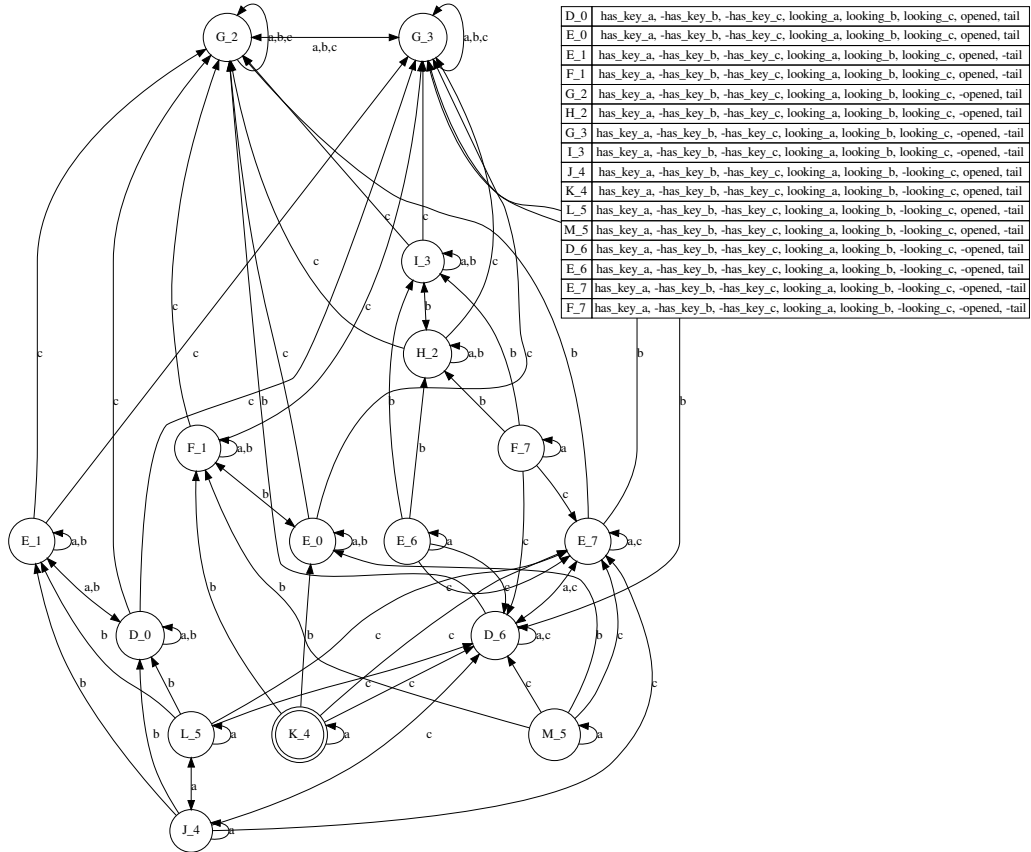 G_2
a,b,c
a,b,c
G_3
a,b,c
D_0 has_key_a, -has_key_b, -has_key_c, looking_a, looking_b, looking_c, opened, tail
E_0 has_key_a, -has_key_b, -has_key_c, looking_a, looking_b, looking_c, opened, tail
E_1 has_key_a, -has_key_b, -has_key_c, looking_a, looking_b, looking_c, opened, -tail
F_1 has_key_a, -has_key_b, -has_key_c, looking_a, looking_b, looking_c, opened, -tail
G_2 has_key_a, -has_key_b, -has_key_c, looking_a, looking_b, looking_c, -opened, tail
H_2 has_key_a, -has_key_b, -has_key_c, looking_a, looking_b, looking_c, -opened, tail
G_3 has_key_a, -has_key_b, -has_key_c, looking_a, looking_b, looking_c, -opened, -tail
I_3 has_key_a, -has_key_b, -has_key_c, looking_a, looking_b, looking_c, -opened, -tail
J_4 has_key_a, -has_key_b, -has_key_c, looking_a, looking_b, -looking_c, opened, tail
K_4 has_key_a, -has_key_b, -has_key_c, looking_a, looking_b, -looking_c, opened, tail
L_5 has_key_a, -has_key_b, -has_key_c, looking_a, looking_b, -looking_c, opened, -tail
M_5 has_key_a, -has_key_b, -has_key_c, looking_a, looking_b, -looking_c, opened, -tail
D_6 has_key_a, -has_key_b, -has_key_c, looking_a, looking_b, -looking_c, -opened, tail
E_6 has_key_a, -has_key_b, -has_key_c, looking_a, looking_b, -looking_c, -opened, tail
E_7 has_key_a, -has_key_b, -has_key_c, looking_a, looking_b, -looking_c, -opened, -tail
F_7 has_key_a, -has_key_b, -has_key_c, looking_a, looking_b, -looking_c, -opened, -tail
c
c
c
I_3
a,b
c
c
c
b
c
c
c
b
c
b
b
H_2
a,b
c
c
c
b
b
b
b
F_1
a,b
b
F_7
a
b
c
E_1
a,b
E_0
a,b
E_6
a
c
E_7
a,c
a,b
b
b
c
c
a,c
D_0
a,b
b
b
c
c
D_6
a,c
b
c
b
b
c
c
c
c
b
L_5
a
K_4
a
c
M_5
a
a
J_4
a